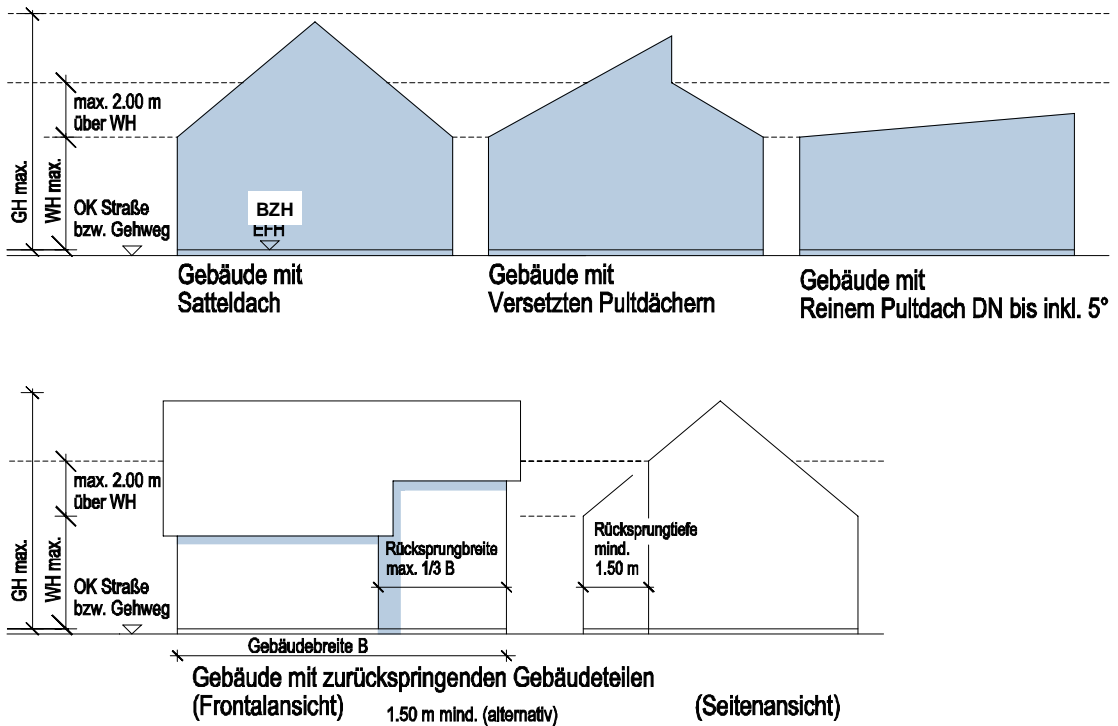 GH max.
WH max.
max. 2.00 m
über WH
OK Straße
bzw. Gehweg
BZH
EFH
Gebäude mit
Satteldach
Gebäude mit
Versetzten Pultdächern
Gebäude mit
Reinem Pultdach DN bis inkl. 5°
GH max.
WH max.
max. 2.00 m
über WH
OK Straße
bzw. Gehweg
Rücksprungbreite
max. 1/3 B
Rücksprungtiefe
mind.
1.50 m
Gebäudebreite B
Gebäude mit zurückspringenden Gebäudeteilen
(Frontalansicht)
1.50 m mind. (alternativ)
(Seitenansicht)